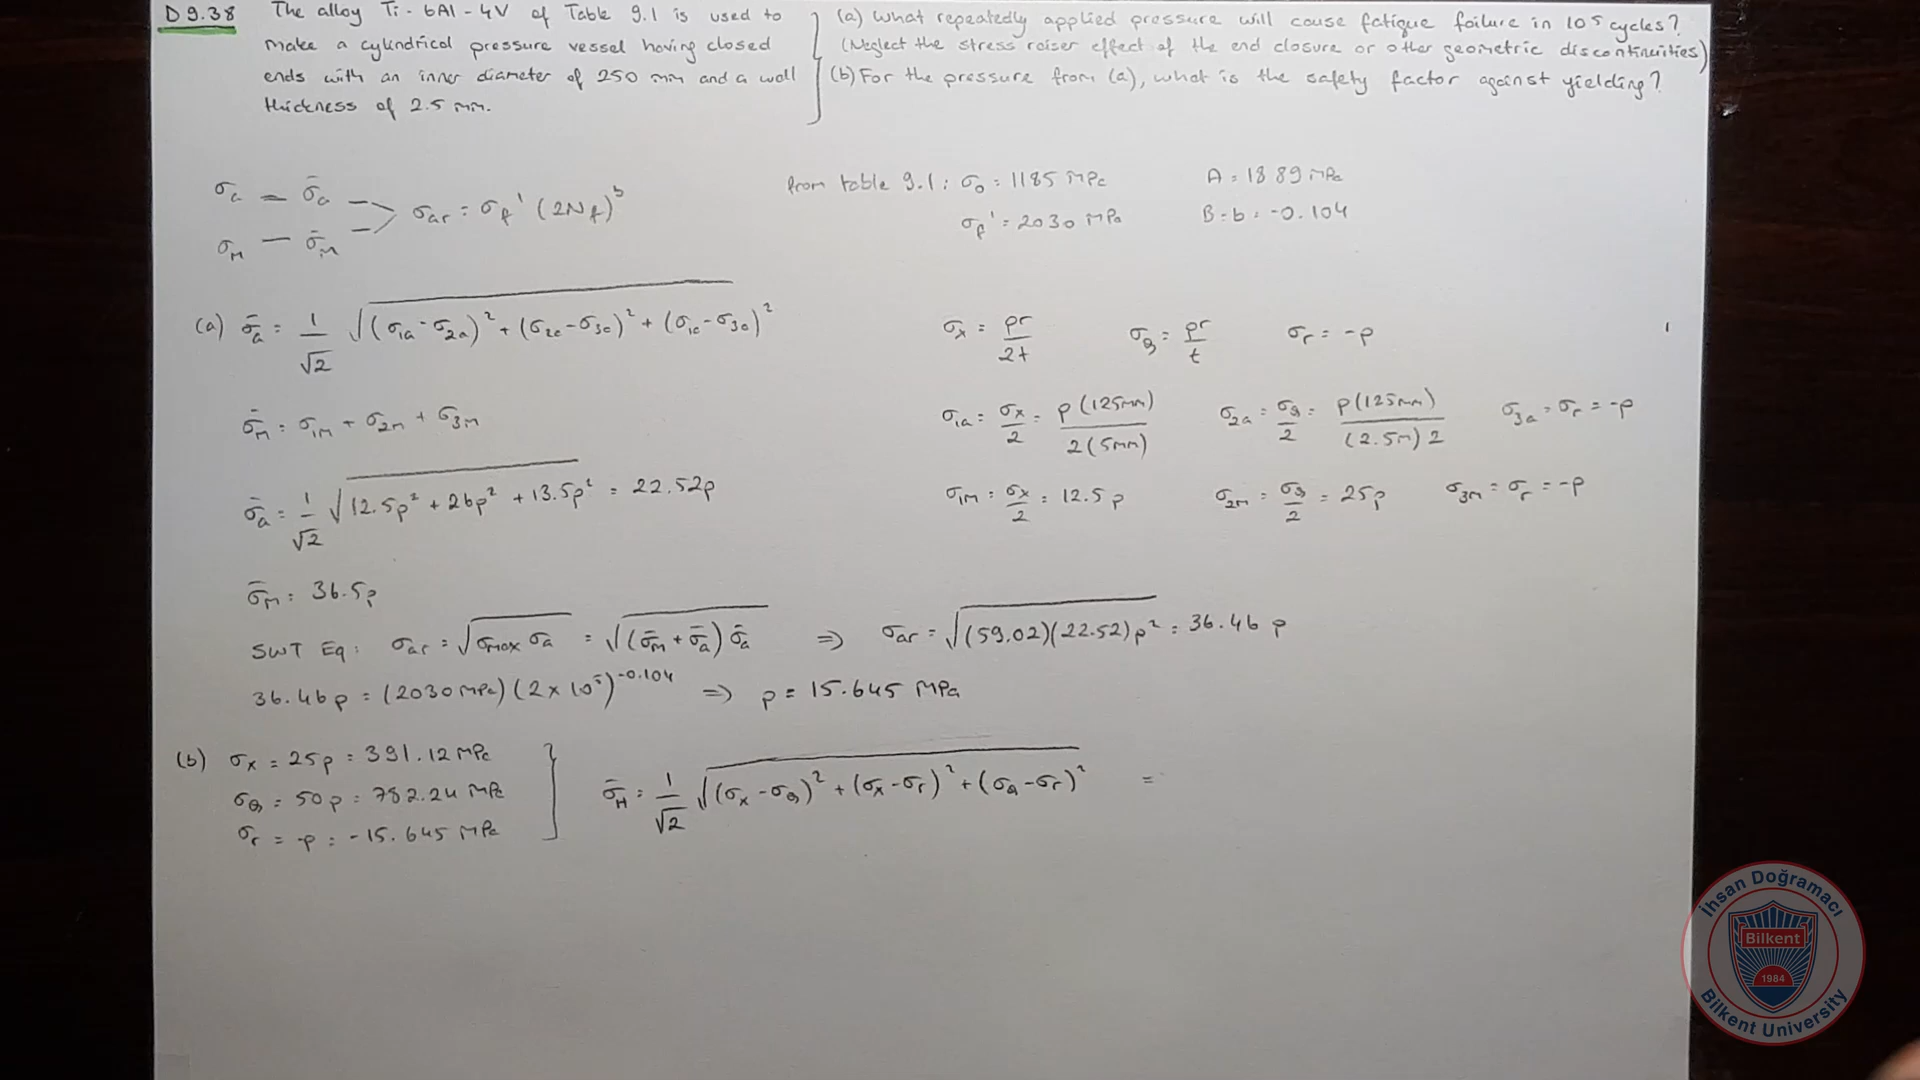 D 9.38 The alloy Ti-6Al-4V of Table 9.1 is used to
make a cylindrical pressure vessel having closed
ends with an inner diameter of 250 mm and a wall
thickness of 2.5 mm.
(a) What repeatedly applied pressure will cause fatigue failure in 10⁵ cycles?
(Neglect the stress raiser effect of the end closure or other geometric discontinuities)
(b) For the pressure from (a), what is the safety factor against yielding?
σa — σ̄a
σm — σ̄m
—> σar = σf' (2Nf)^b
from table 9.1: σo = 1185 MPa A = 1889 MPa
σf' = 2030 MPa B = b = -0.104
(a) σ̄a = 1/√2 √((σ1a - σ2a)² + (σ2a - σ3a)² + (σ1a - σ3a)²)
σx = pr/2t σθ = pr/t σr = -p
σ̄m = σ1m + σ2m + σ3m
σ1a = σx/2 = p(125mm)/2(5mm) σ2a = σθ/2 = p(125mm)/(2.5m)2 σ3a = σr = -p
σ̄a = 1/√2 √(12.5p² + 26p² + 13.5p²) = 22.52p
σ1m = σx/2 = 12.5p σ2m = σθ/2 = 25p σ3m = σr = -p
σ̄m = 36.5p
SWT Eq: σar = √(σmax σa) = √((σ̄m + σ̄a) σ̄a) ⇒ σar = √((59.02)(22.52)p²) = 36.46 p
36.46p = (2030 MPa)(2×10⁵)^-0.104 ⇒ p = 15.645 MPa
(b) σx = 25p = 391.12 MPa
σθ = 50p = 782.24 MPa
σr = -p = -15.645 MPa
σ̄H = 1/√2 √((σx - σθ)² + (σx - σr)² + (σθ - σr)²) =
İhsan Doğramacı
Bilkent
1984
Bilkent University